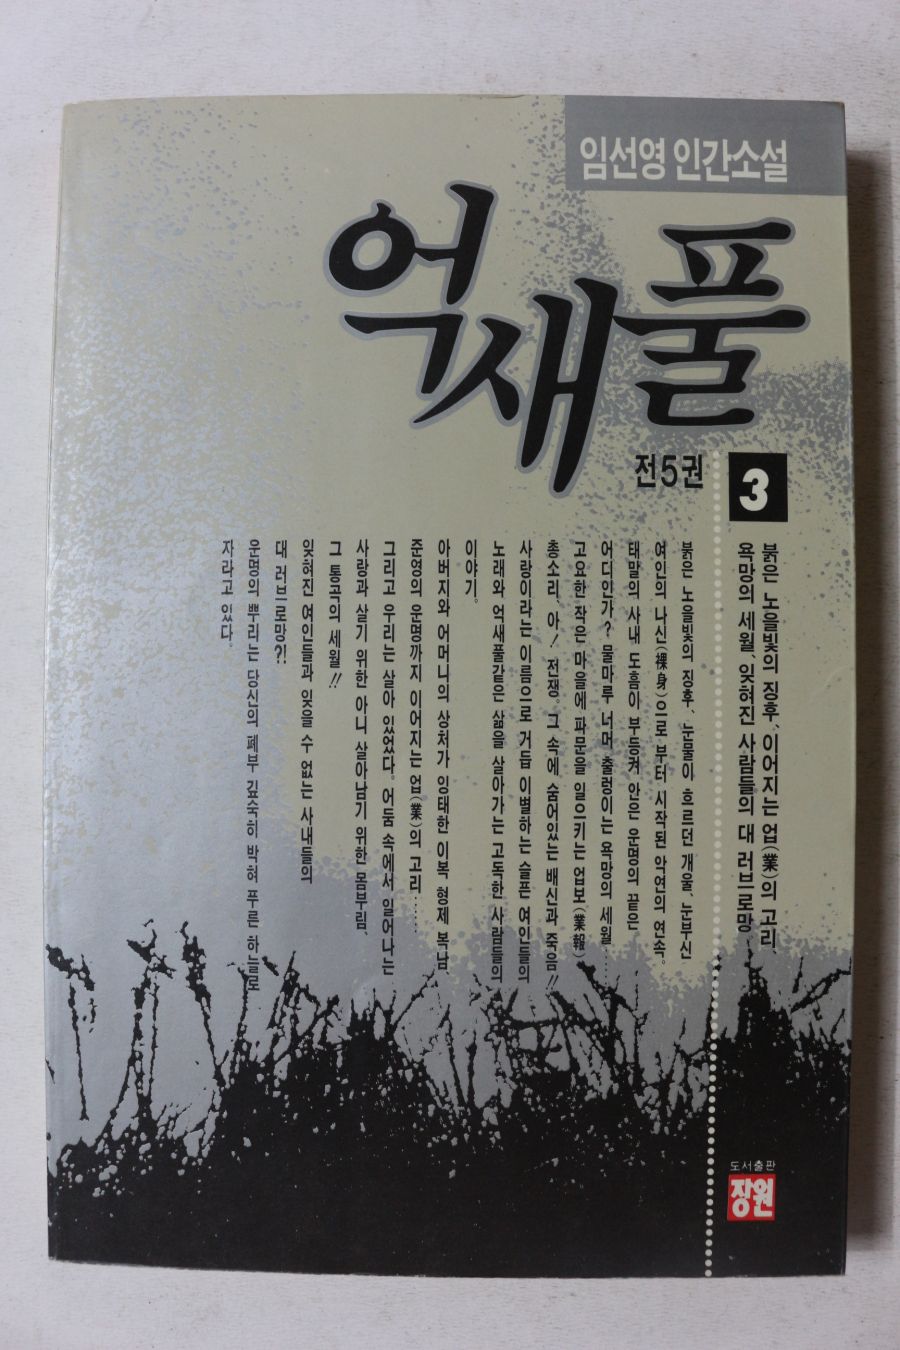 임선영 인간소설
억새풀
전5권
3
붉은 노을빛의 징후, 이어지는 업(業)의 고리,
욕망의 세월, 잊혀진 사람들의 대 러브로망
붉은 노을빛의 징후, 눈물이 흐르던 개울, 눈부신
여인의 나신(裸身)으로 부터 시작된 악연의 연속.
태말의 사내 도흠이 부등켜 안은 운명의 끝은
어디인가? 물마루 너머 출렁이는 욕망의 세월……
고요한 작은 마을에 파문을 일으키는 업보(業報)
총소리, 아! 전쟁. 그 속에 숨어있는 배신과 죽음!!
사랑이라는 이름으로 거듭 이별하는 슬픈 여인들의
노래와 억새풀같은 삶을 살아가는 고독한 사람들의
이야기.
아버지와 어머니의 상처가 잉태한 이복 형제 복남,
준영의 운명까지 이어지는 업(業)의 고리……
그리고 우리는 살아 있었다. 어둠 속에서 일어나는
사랑과 살기 위한 아니 살아남기 위한 몸부림,
그 통곡의 세월!!
잊혀진 여인들과 잊을 수 없는 사내들의
대 러브로망?!
운명의 뿌리는 당신의 폐부 깊숙히 박혀 푸른 하늘로
자라고 있다.
도서출판
장원